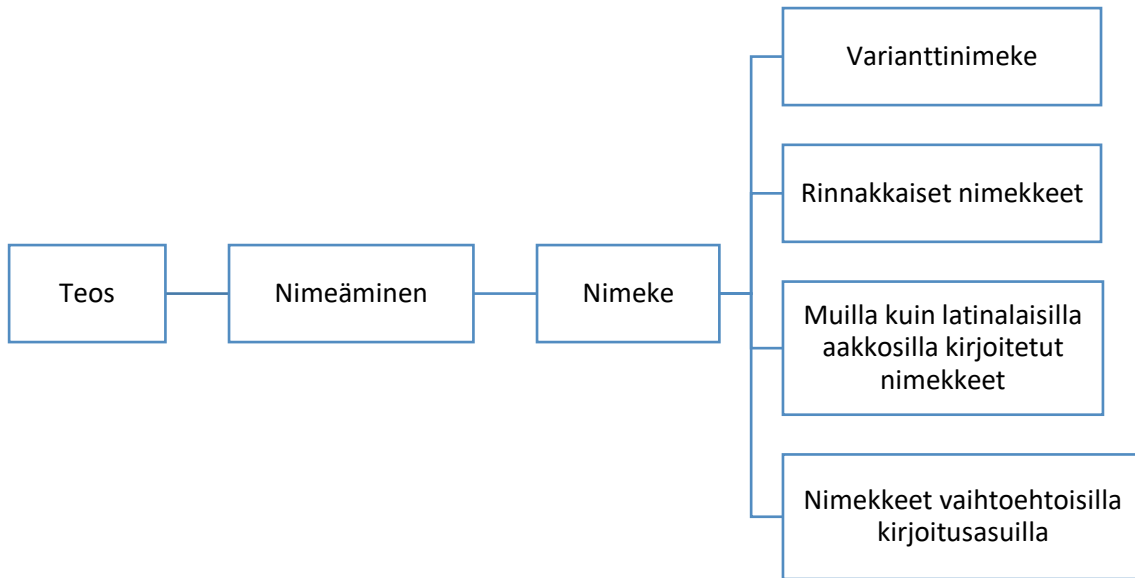 Teos
Nimeäminen
Nimeke
Varianttinimeke
Rinnakkaiset nimekkeet
Muilla kuin latinalaisilla
aakkosilla kirjoitetut
nimekkeet
Nimekkeet vaihtoehtoisilla
kirjoitusasuilla